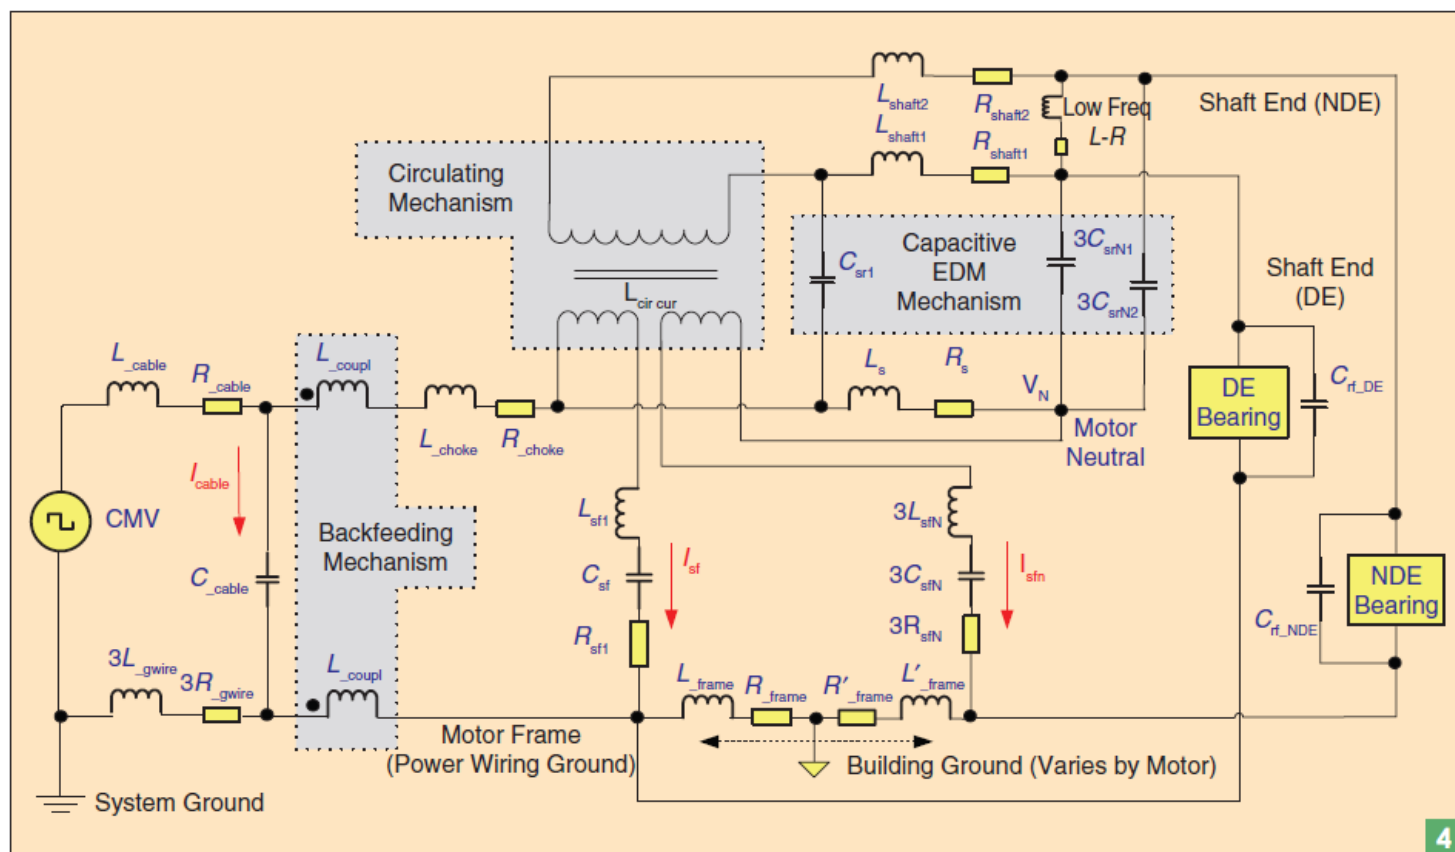 L_shaft2
R_shaft2
Low Freq
L-R
Shaft End (NDE)
L_shaft1
R_shaft1
Circulating
Mechanism
L_cir cur
Capacitive
EDM
Mechanism
C_sr1
3C_srN1
3C_srN2
Shaft End
(DE)
L_cable
R_cable
L_coupl
L_choke
R_choke
L_s
R_s
V_N
Motor
Neutral
DE
Bearing
C_rf_DE
I_cable
CMV
Backfeeding
Mechanism
C_cable
L_sf1
C_sf
R_sf1
I_sf
3L_sfN
3C_sfN
3R_sfN
I_sfn
NDE
Bearing
C_rf_NDE
3L_gwire
3R_gwire
L_coupl
L_frame
R_frame
R'_frame
L'_frame
Motor Frame
(Power Wiring Ground)
Building Ground (Varies by Motor)
System Ground
4